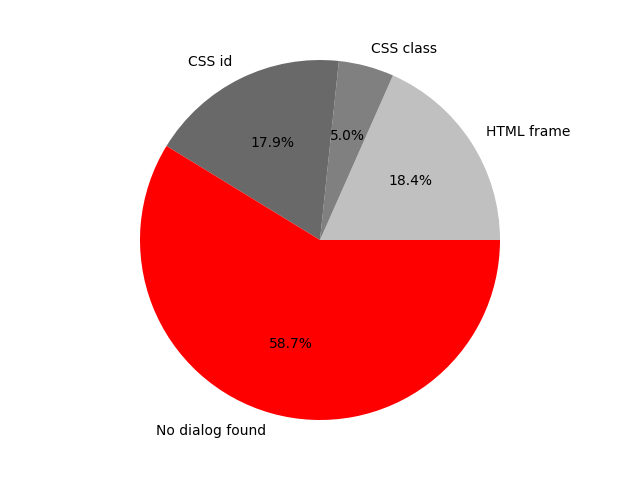 CSS class
CSS id
HTML frame
5.0%
17.9%
18.4%
58.7%
No dialog found